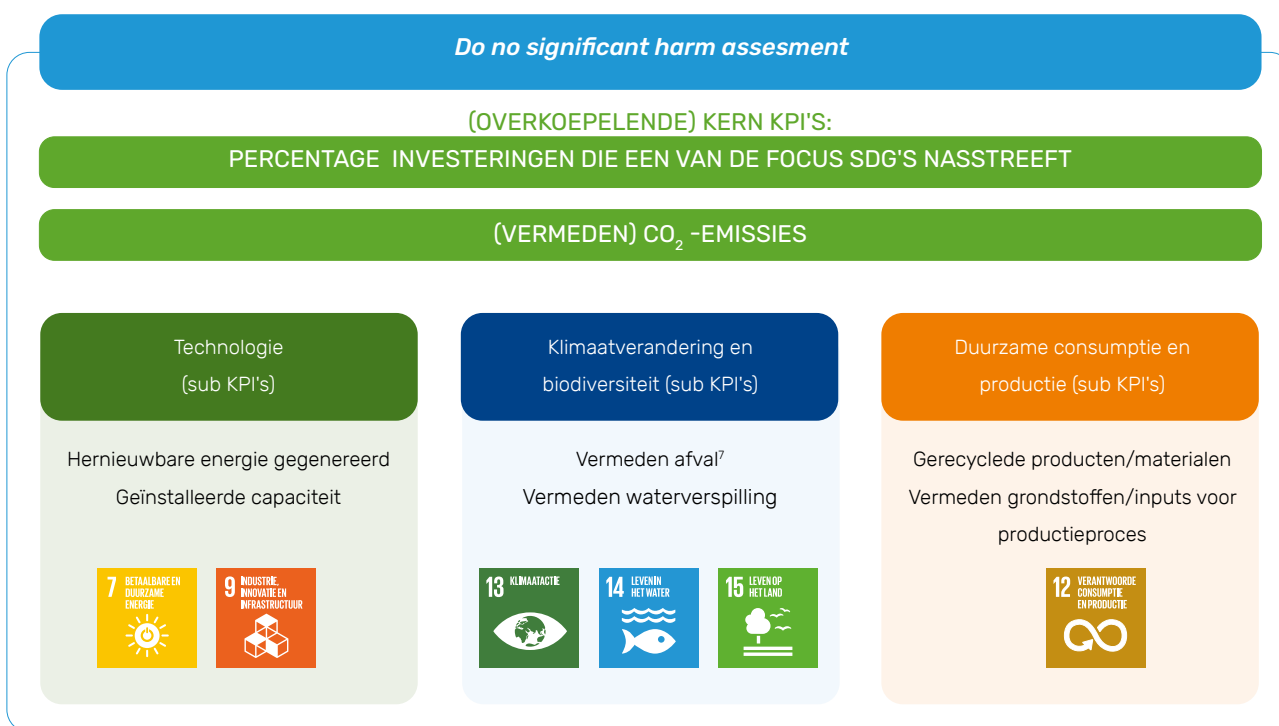 Do no significant harm assesment
(OVERKOEPELENDE) KERN KPI'S:
PERCENTAGE INVESTERINGEN DIE EEN VAN DE FOCUS SDG'S NASSTREEFT
(VERMEDEN) CO₂ -EMISSIES
Technologie
(sub KPI's)
Hernieuwbare energie gegenereerd
Geïnstalleerde capaciteit
7 BETAALBARE EN
DUURZAME
ENERGIE
9 INDUSTRIE,
INNOVATIE EN
INFRASTRUCTUUR
Klimaatverandering en
biodiversiteit (sub KPI's)
Vermeden afval⁷
Vermeden waterverspilling
13 KLIMAATACTIE
14 LEVEN IN
HET WATER
15 LEVEN OP
HET LAND
Duurzame consumptie en
productie (sub KPI's)
Gerecyclede producten/materialen
Vermeden grondstoffen/inputs voor
productieproces
12 VERANTWOORDE
CONSUMPTIE
EN PRODUCTIE